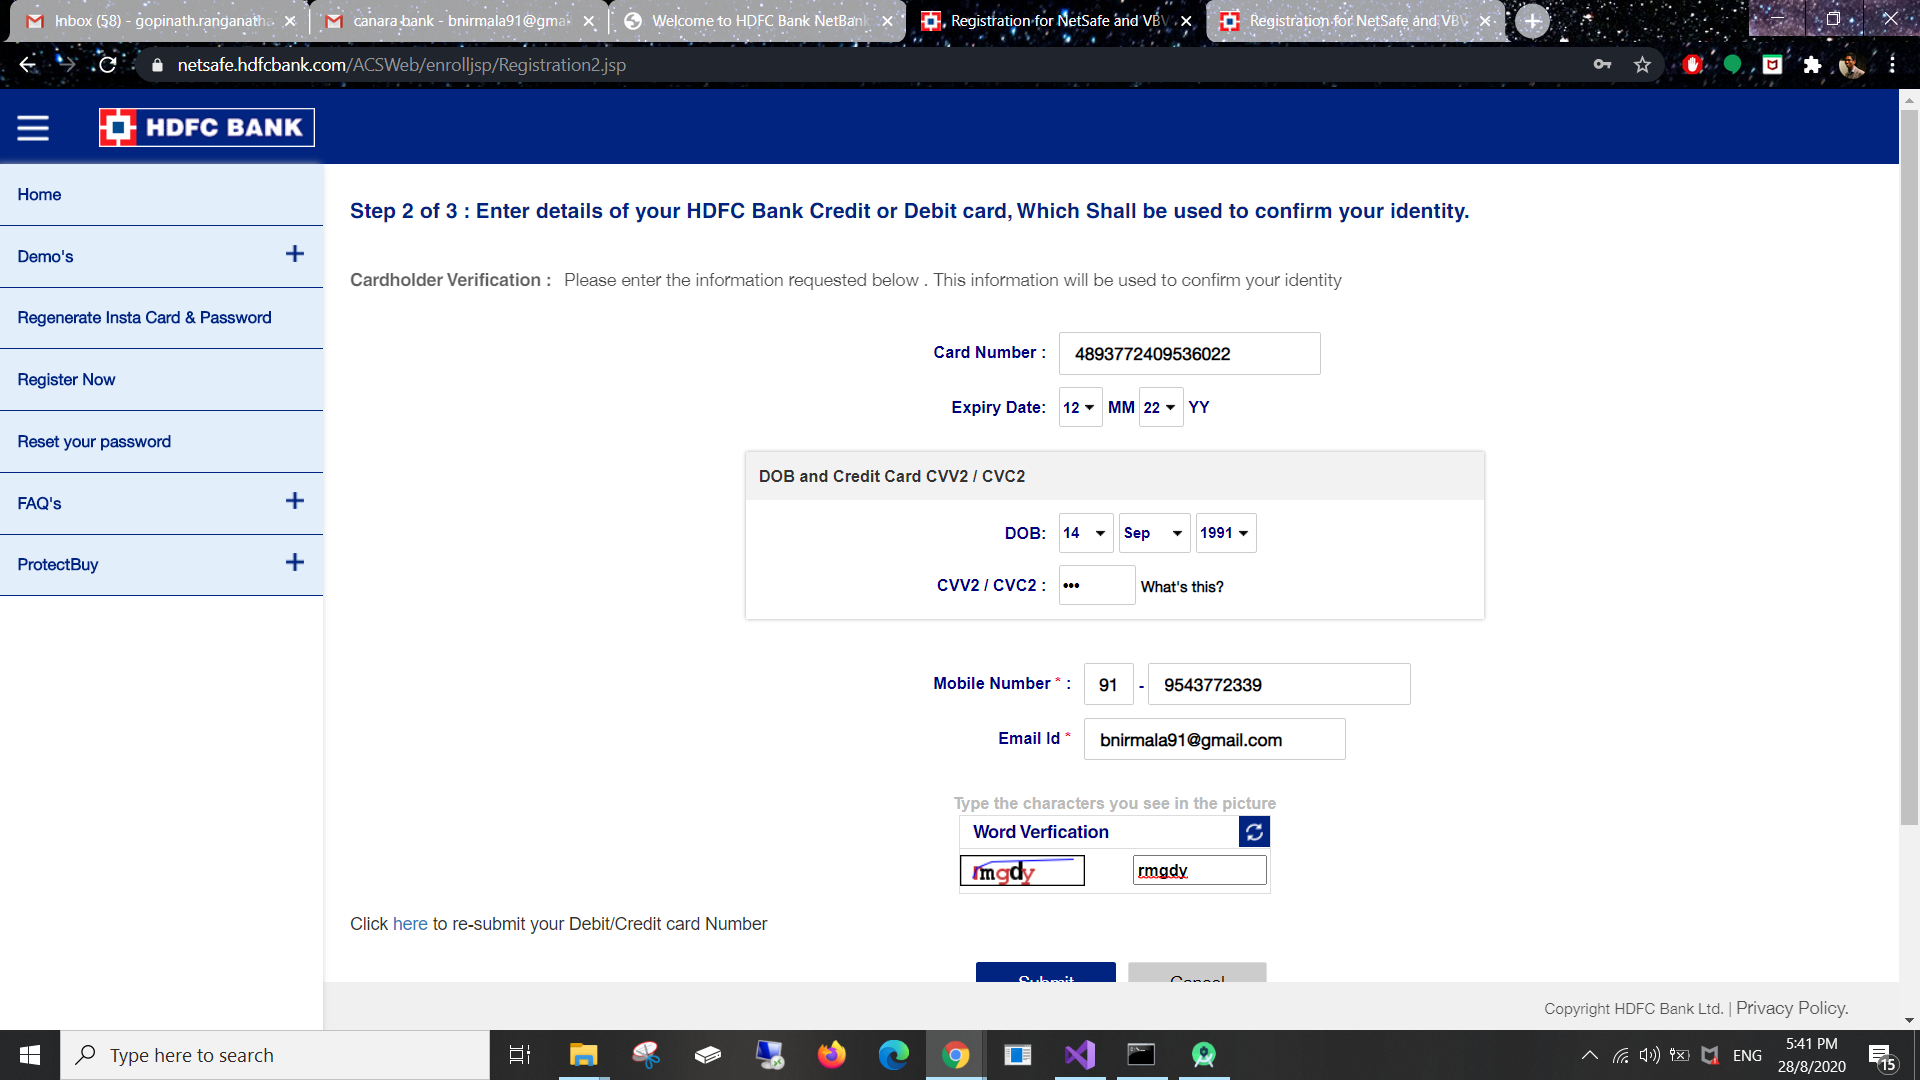 Inbox (58) - gopinath.ranganatha
canara bank - bnirmala91@gma
Welcome to HDFC Bank NetBank
Registration for NetSafe and VBV
Registration for NetSafe and VBV
netsafe.hdfcbank.com/ACSWeb/enrolljsp/Registration2.jsp
HDFC BANK
Home
Demo's
Regenerate Insta Card & Password
Register Now
Reset your password
FAQ's
ProtectBuy
Step 2 of 3 : Enter details of your HDFC Bank Credit or Debit card, Which Shall be used to confirm your identity.
Cardholder Verification : Please enter the information requested below . This information will be used to confirm your identity
Card Number : 4893772409536022
Expiry Date: 12 MM 22 YY
DOB and Credit Card CVV2 / CVC2
DOB: 14 Sep 1991
CVV2 / CVC2 : ••• What's this?
Mobile Number * : 91 - 9543772339
Email Id * bnirmala91@gmail.com
Type the characters you see in the picture
Word Verfication
rmgdy rmgdy
Click here to re-submit your Debit/Credit card Number
Submit Cancel
Copyright HDFC Bank Ltd. | Privacy Policy.
Type here to search
ENG
5:41 PM
28/8/2020
15